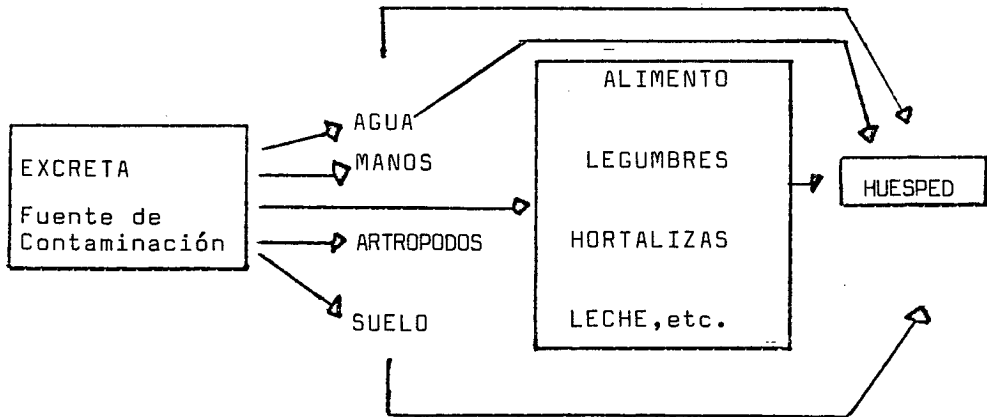 EXCRETA
Fuente de
Contaminación
AGUA
MANOS
ARTROPODOS
SUELO
ALIMENTO
LEGUMBRES
HORTALIZAS
LECHE,etc.
HUESPED